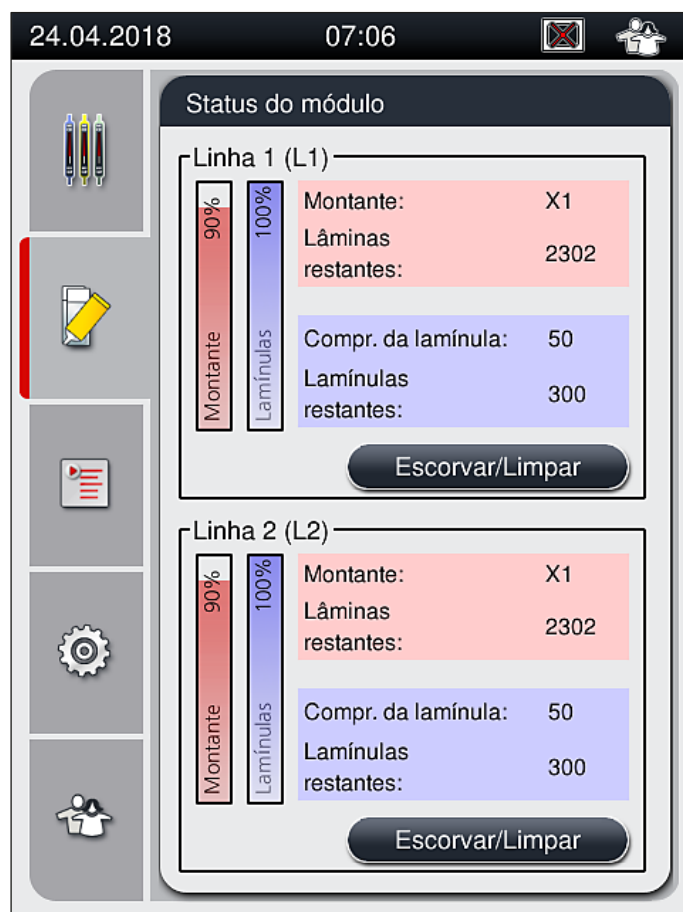 24.04.2018 07:06
Status do módulo
Linha 1 (L1)
90%
Montante
100%
Lamínulas
Montante: X1
Lâminas
restantes: 2302
Compr. da lamínula: 50
Lamínulas
restantes: 300
Escorvar/Limpar
Linha 2 (L2)
90%
Montante
100%
Lamínulas
Montante: X1
Lâminas
restantes: 2302
Compr. da lamínula: 50
Lamínulas
restantes: 300
Escorvar/Limpar